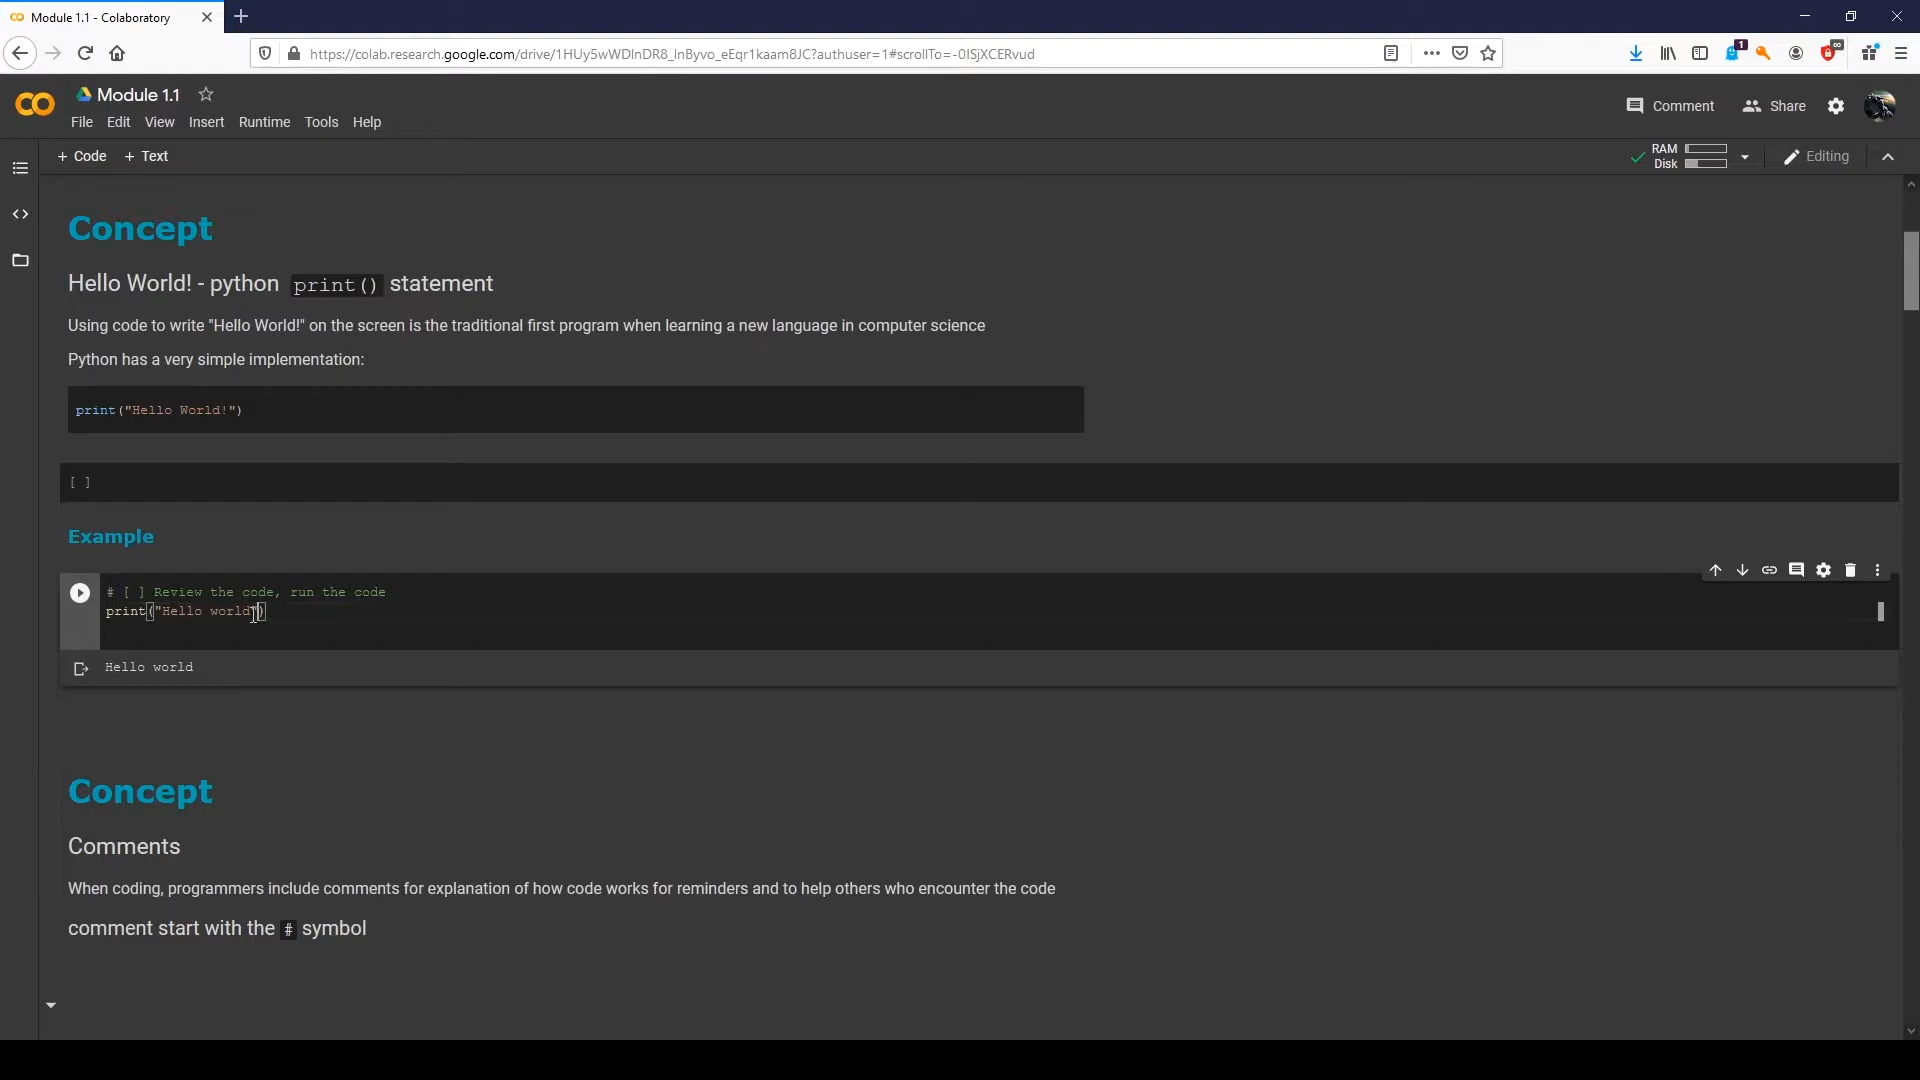 Module 1.1 - Colaboratory
https://colab.research.google.com/drive/1HUy5wWDlnDR8_lnByvo_eEqr1kaam8JC?authuser=1#scrollTo=-0ISjXCERvud
1
∞
Module 1.1
Comment
Share
File Edit View Insert Runtime Tools Help
+ Code + Text
RAM
Disk
Editing
Concept
Hello World! - python print() statement
Using code to write "Hello World!" on the screen is the traditional first program when learning a new language in computer science
Python has a very simple implementation:
print("Hello World!")
[ ]
Example
# [ ] Review the code, run the code
print("Hello world")
Hello world
Concept
Comments
When coding, programmers include comments for explanation of how code works for reminders and to help others who encounter the code
comment start with the # symbol